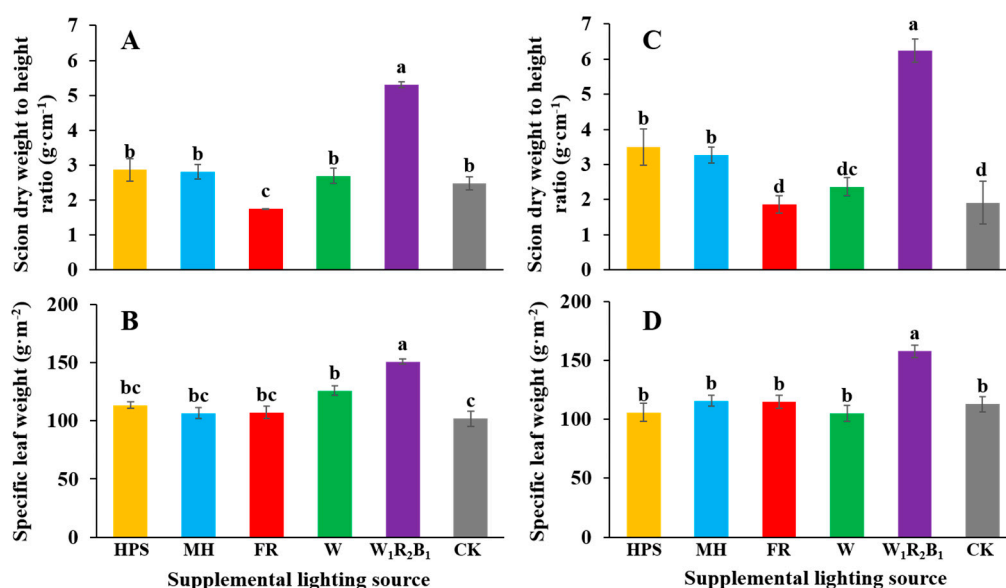 A
Scion dry weight to height
ratio (g·cm⁻¹)
7
6
5
4
3
2
1
0
b
b
c
b
a
b
C
Scion dry weight to height
ratio (g·cm⁻¹)
7
6
5
4
3
2
1
0
b
b
d
dc
a
d
B
Specific leaf weight (g·m⁻²)
200
150
100
50
0
bc
bc
bc
b
a
c
HPS MH FR W W₁R₂B₁ CK
Supplemental lighting source
D
Specific leaf weight (g·m⁻²)
200
150
100
50
0
b
b
b
b
a
b
HPS MH FR W W₁R₂B₁ CK
Supplemental lighting source